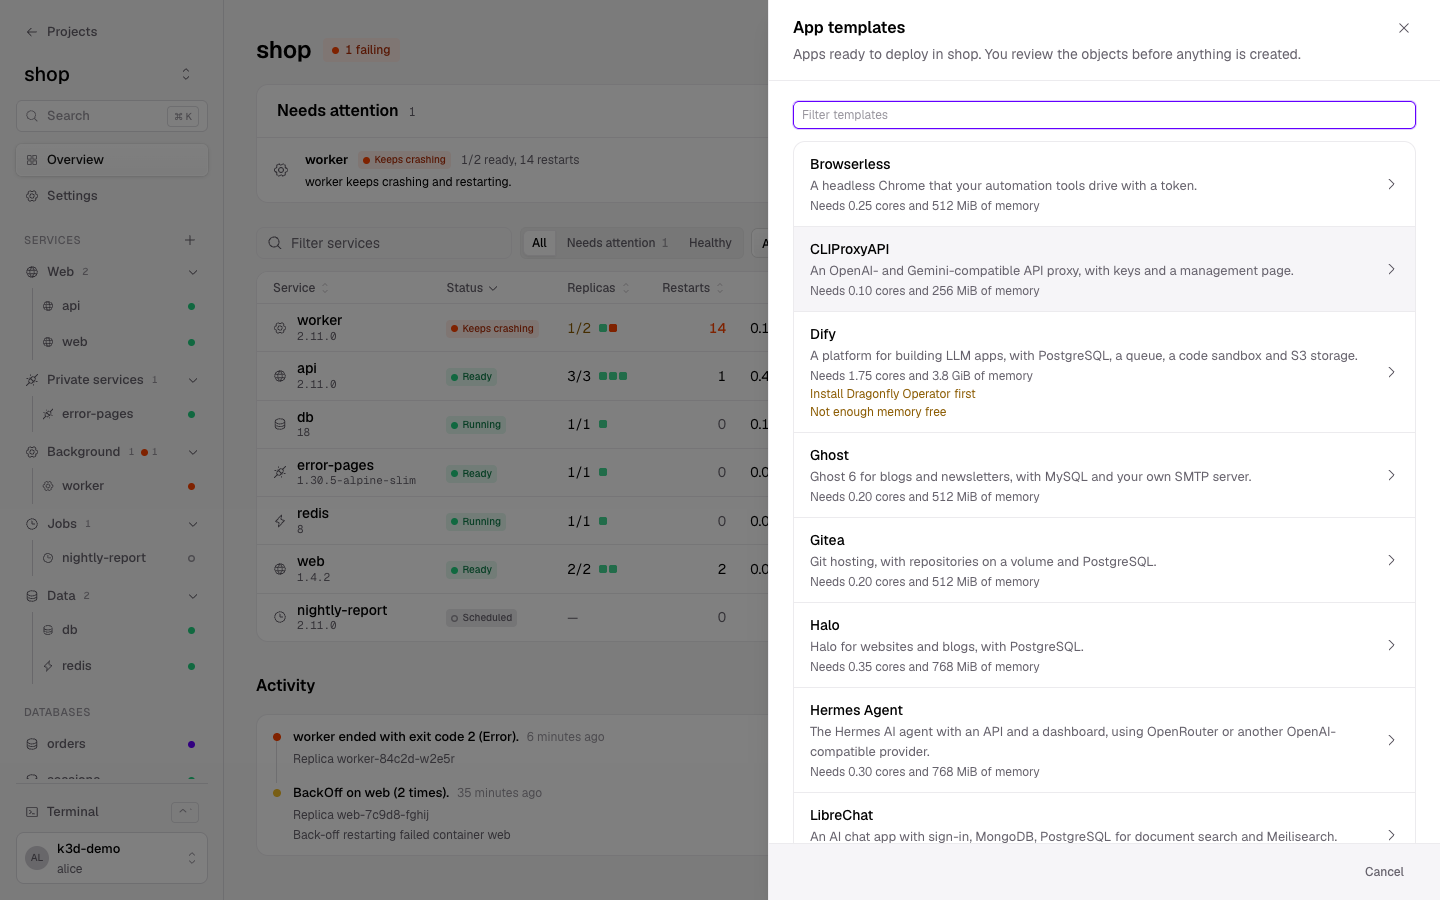 Projects
shop
Search
⌘ K
Overview
Settings
SERVICES
Web 2
api
web
Private services 1
error-pages
Background 1 1
worker
Jobs 1
nightly-report
Data 2
db
redis
DATABASES
orders
Terminal
AL
k3d-demo
alice
shop
1 failing
Needs attention 1
worker Keeps crashing 1/2 ready, 14 restarts
worker keeps crashing and restarting.
Filter services
All Needs attention 1 Healthy
Service Status Replicas Restarts
worker Keeps crashing 1/2 14 0.1
2.11.0
api Ready 3/3 1 0.4
2.11.0
db Running 1/1 0 0.1
18
error-pages Ready 1/1 0 0.0
1.30.5-alpine-slim
redis Running 1/1 0 0.0
8
web Ready 2/2 2 0.0
1.4.2
nightly-report Scheduled — 0
2.11.0
Activity
worker ended with exit code 2 (Error). 6 minutes ago
Replica worker-84c2d-w2e5r
BackOff on web (2 times). 35 minutes ago
Replica web-7c9d8-fghij
Back-off restarting failed container web
App templates
Apps ready to deploy in shop. You review the objects before anything is created.
Filter templates
Browserless
A headless Chrome that your automation tools drive with a token.
Needs 0.25 cores and 512 MiB of memory
CLIProxyAPI
An OpenAI- and Gemini-compatible API proxy, with keys and a management page.
Needs 0.10 cores and 256 MiB of memory
Dify
A platform for building LLM apps, with PostgreSQL, a queue, a code sandbox and S3 storage.
Needs 1.75 cores and 3.8 GiB of memory
Install Dragonfly Operator first
Not enough memory free
Ghost
Ghost 6 for blogs and newsletters, with MySQL and your own SMTP server.
Needs 0.20 cores and 512 MiB of memory
Gitea
Git hosting, with repositories on a volume and PostgreSQL.
Needs 0.20 cores and 512 MiB of memory
Halo
Halo for websites and blogs, with PostgreSQL.
Needs 0.35 cores and 768 MiB of memory
Hermes Agent
The Hermes AI agent with an API and a dashboard, using OpenRouter or another OpenAI-
compatible provider.
Needs 0.30 cores and 768 MiB of memory
LibreChat
An AI chat app with sign-in, MongoDB, PostgreSQL for document search and Meilisearch.
Cancel